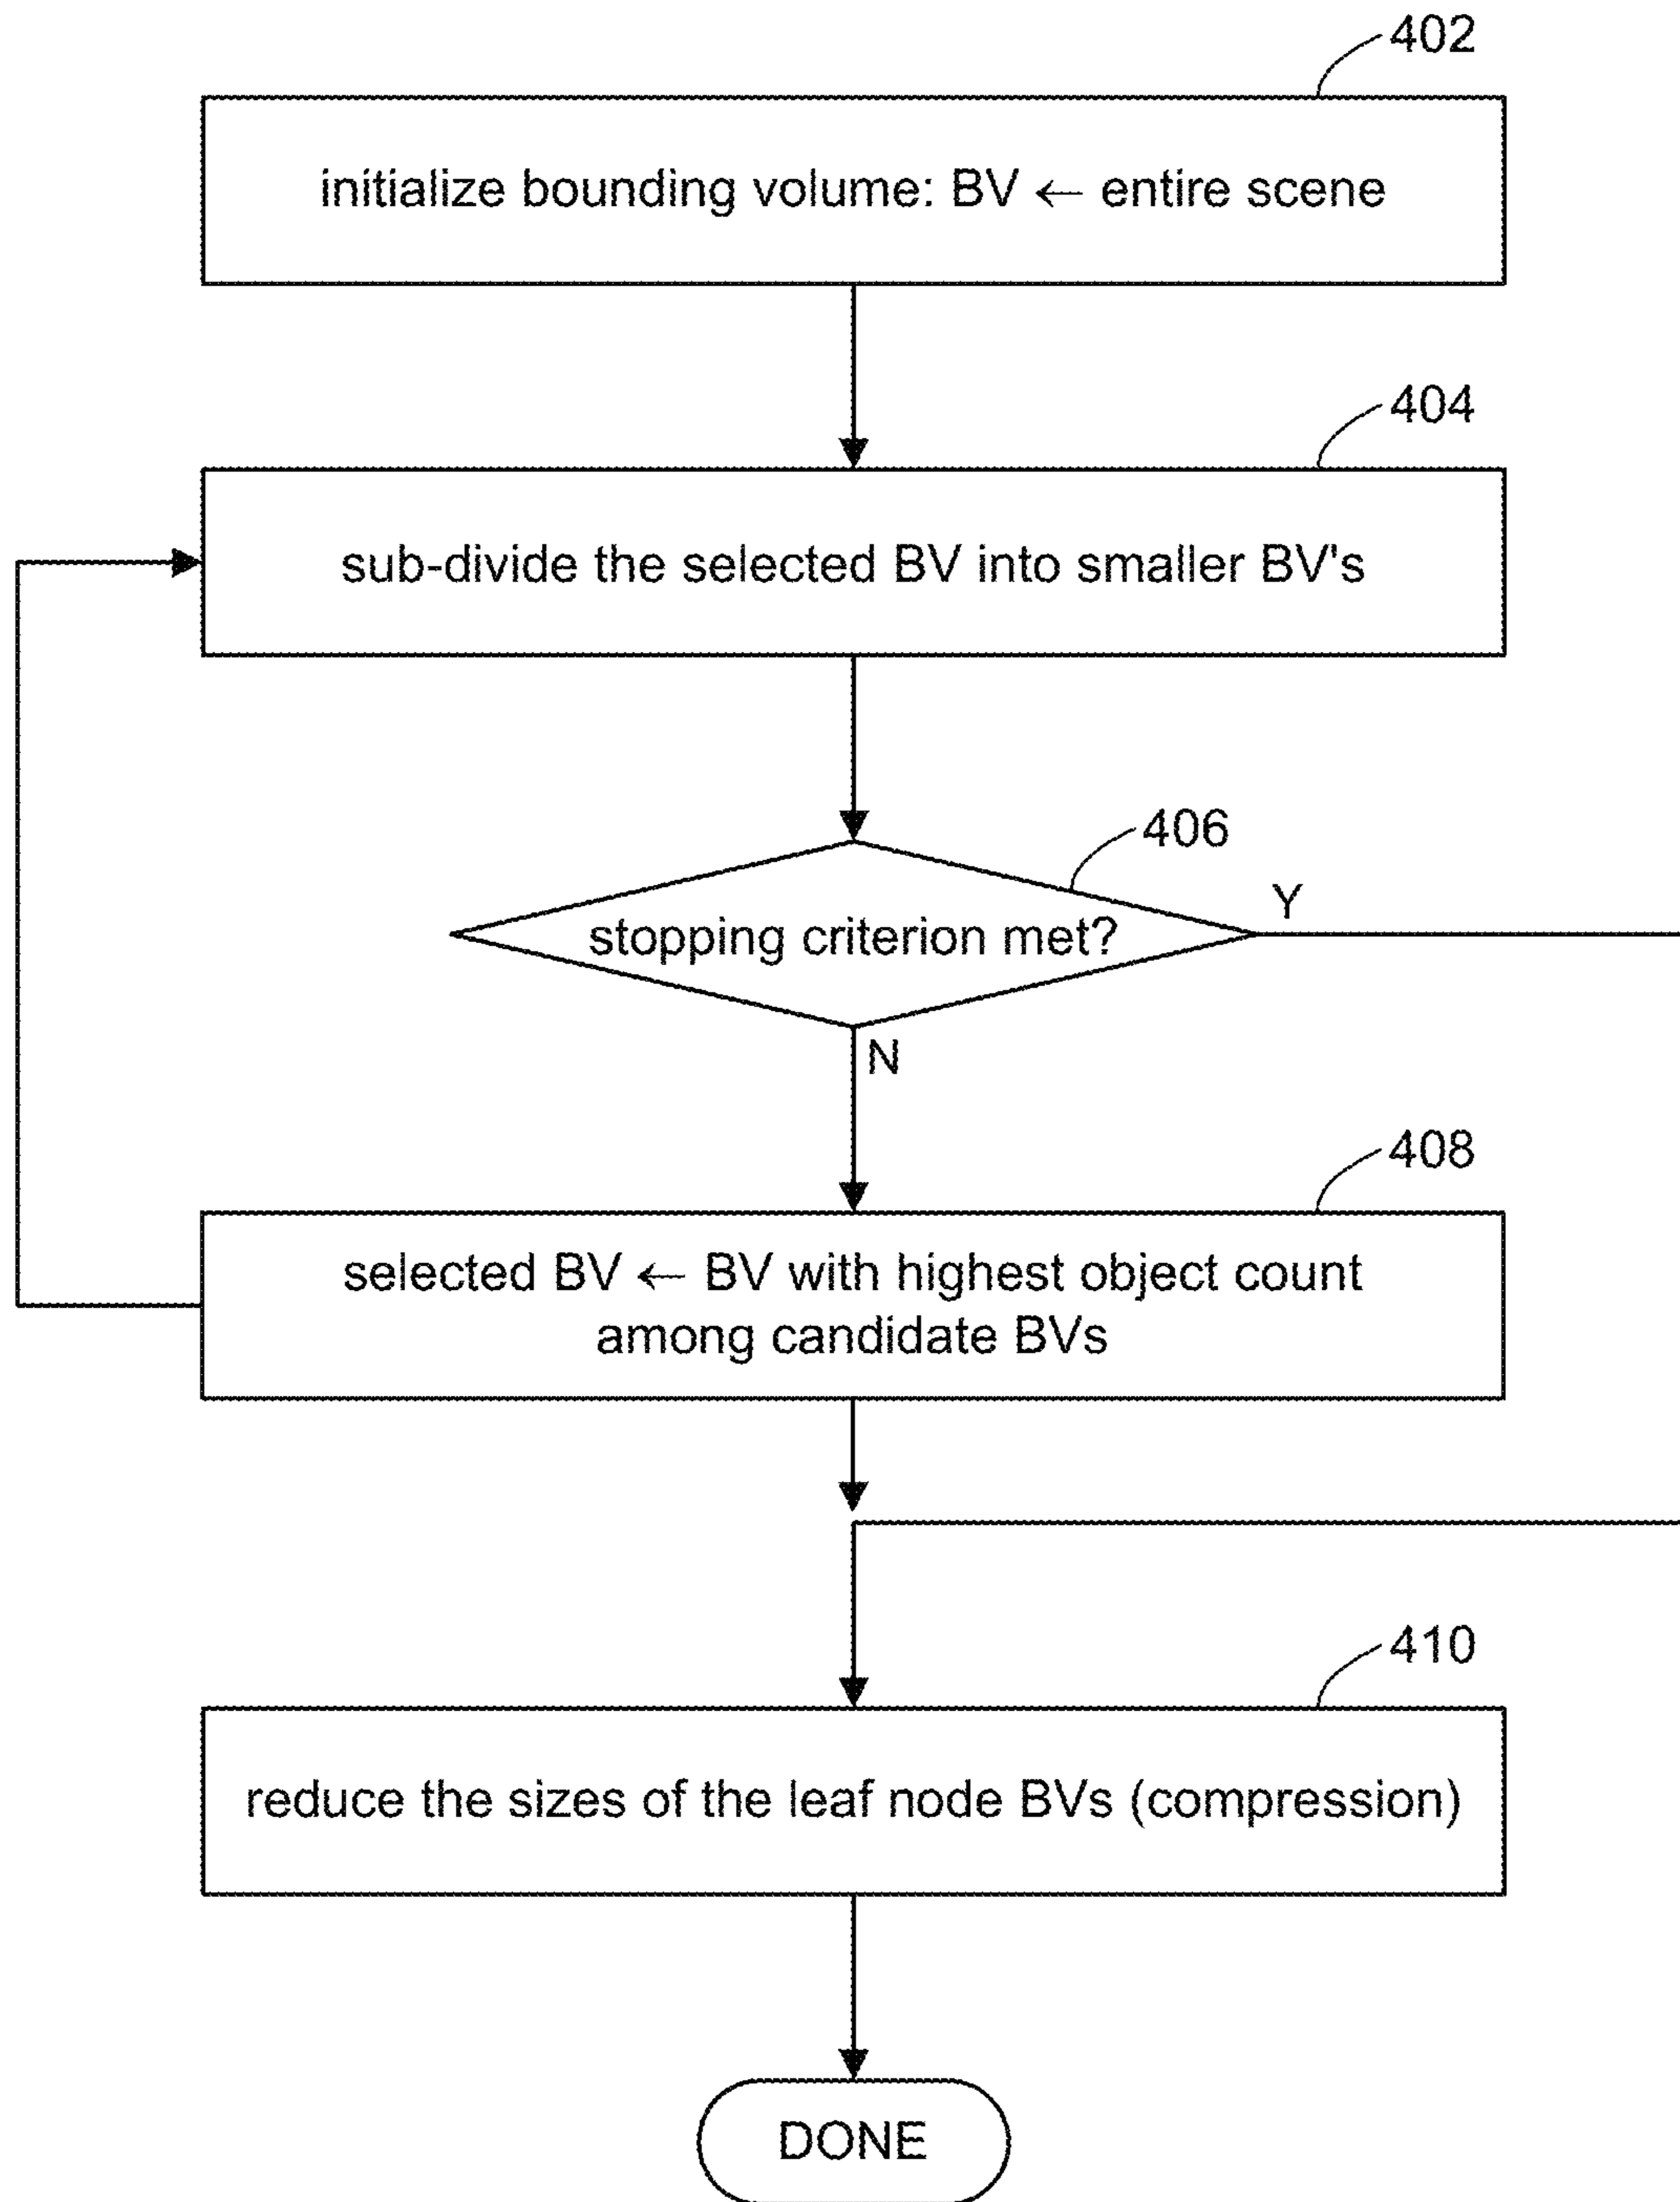 402
initialize bounding volume: BV ← entire scene
404
sub-divide the selected BV into smaller BV's
406
stopping criterion met?
Y
N
408
selected BV ← BV with highest object count
among candidate BVs
410
reduce the sizes of the leaf node BVs (compression)
DONE